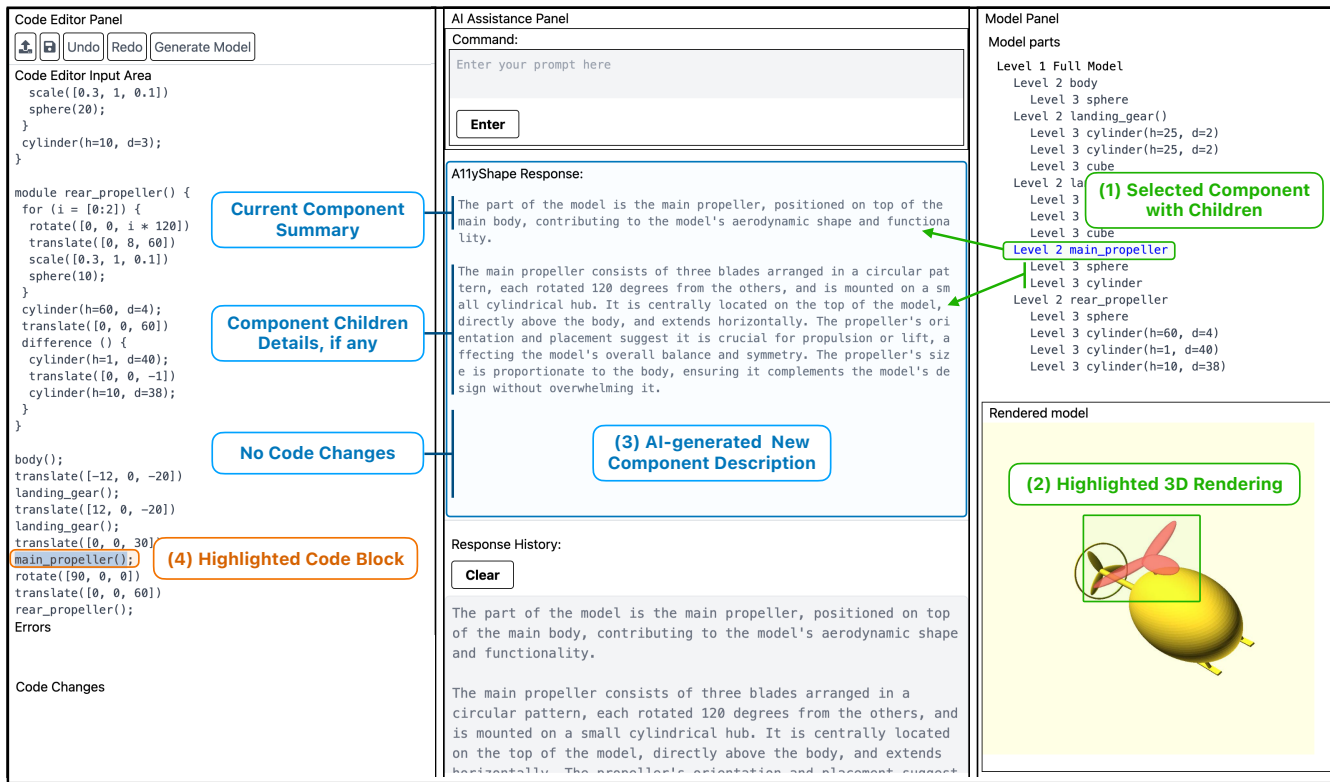 Code Editor Panel
Undo
Redo
Generate Model
Code Editor Input Area
scale([0.3, 1, 0.1])
sphere(20);
}
cylinder(h=10, d=3);
}
module rear_propeller() {
for (i = [0:2]) {
rotate([0, 0, i * 120])
translate([0, 8, 60])
scale([0.3, 1, 0.1])
sphere(10);
}
cylinder(h=60, d=4);
translate([0, 0, 60])
difference () {
cylinder(h=1, d=40);
translate([0, 0, -1])
cylinder(h=10, d=38);
}
}
body();
translate([-12, 0, -20])
landing_gear();
translate([12, 0, -20])
landing_gear();
translate([0, 0, 30]
main_propeller();
rotate([90, 0, 0])
translate([0, 0, 60])
rear_propeller();
Errors
Code Changes
Current Component
Summary
Component Children
Details, if any
No Code Changes
(4) Highlighted Code Block
AI Assistance Panel
Command:
Enter your prompt here
Enter
A11yShape Response:
The part of the model is the main propeller, positioned on top of the
main body, contributing to the model's aerodynamic shape and functiona
lity.
The main propeller consists of three blades arranged in a circular pat
tern, each rotated 120 degrees from the others, and is mounted on a sm
all cylindrical hub. It is centrally located on the top of the model,
directly above the body, and extends horizontally. The propeller's ori
entation and placement suggest it is crucial for propulsion or lift, a
ffecting the model's overall balance and symmetry. The propeller's siz
e is proportionate to the body, ensuring it complements the model's de
sign without overwhelming it.
(3) AI-generated New
Component Description
Response History:
Clear
The part of the model is the main propeller, positioned on top
of the main body, contributing to the model's aerodynamic shape
and functionality.
The main propeller consists of three blades arranged in a
circular pattern, each rotated 120 degrees from the others, and
is mounted on a small cylindrical hub. It is centrally located
on the top of the model, directly above the body, and extends
horizontally. The propeller's orientation and placement suggest
Model Panel
Model parts
Level 1 Full Model
Level 2 body
Level 3 sphere
Level 2 landing_gear()
Level 3 cylinder(h=25, d=2)
Level 3 cylinder(h=25, d=2)
Level 3 cube
Level 2 la
Level 3
Level 3
Level 3 cube
Level 2 main_propeller
Level 3 sphere
Level 3 cylinder
Level 2 rear_propeller
Level 3 sphere
Level 3 cylinder(h=60, d=4)
Level 3 cylinder(h=1, d=40)
Level 3 cylinder(h=10, d=38)
(1) Selected Component
with Children
Rendered model
(2) Highlighted 3D Rendering